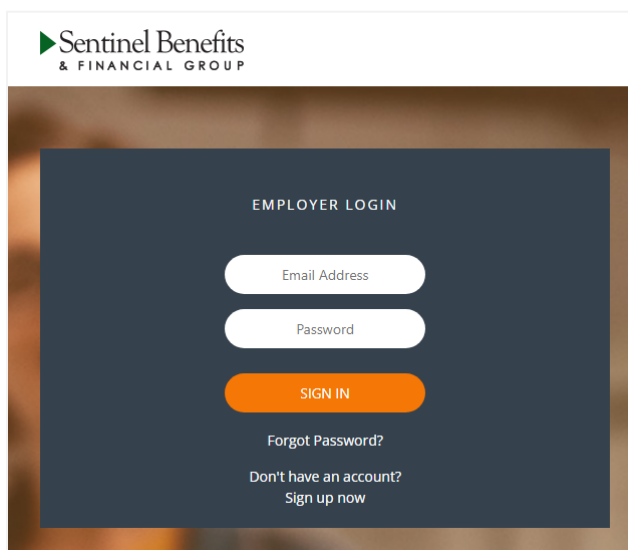 Sentinel Benefits
& FINANCIAL GROUP
EMPLOYER LOGIN
Email Address
Password
SIGN IN
Forgot Password?
Don't have an account?
Sign up now